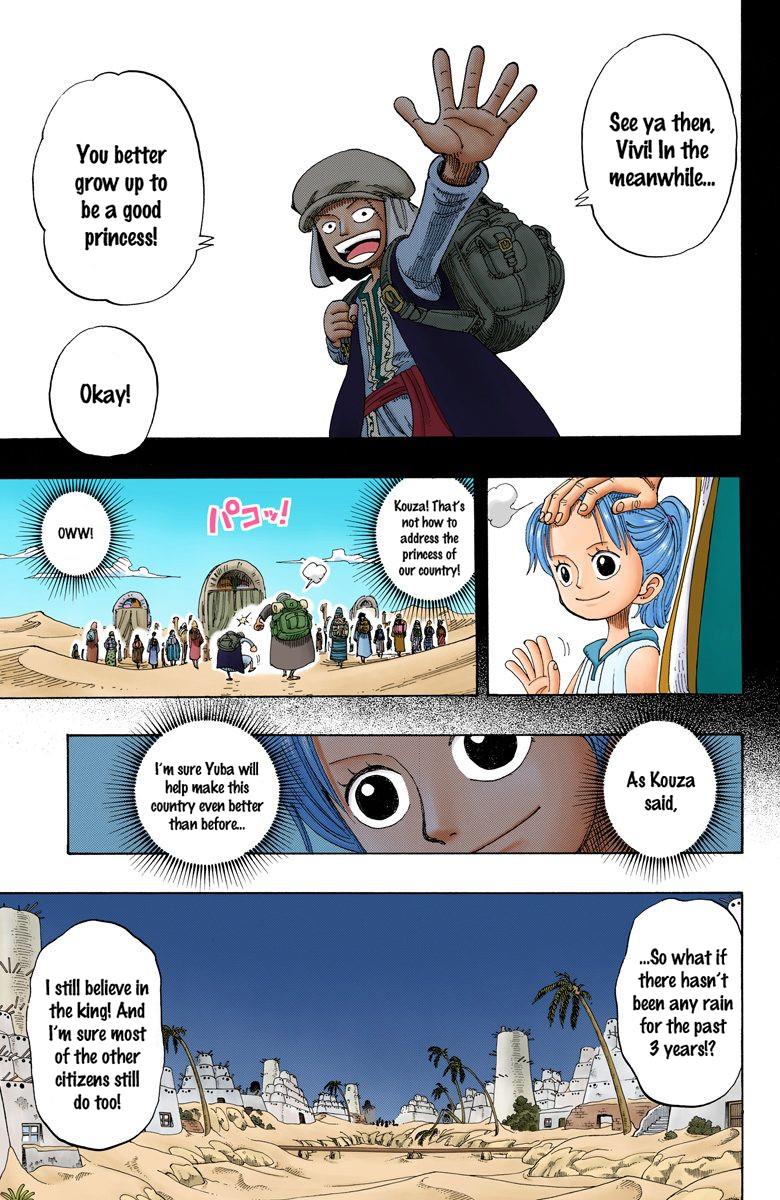 See ya then,
Vivi! In the
meanwhile...
You better
grow up to
be a good
princess!
Okay!
Kouza! That's
not how to
address the
princess of
our country!
パコッ!
OWW!
As Kouza
said,
I'm sure Yuba will
help make this
country even better
than before...
...So what if
there hasn't
been any rain
for the past
3 years!?
I still believe in
the king! And
I'm sure most
of the other
citizens still
do too!